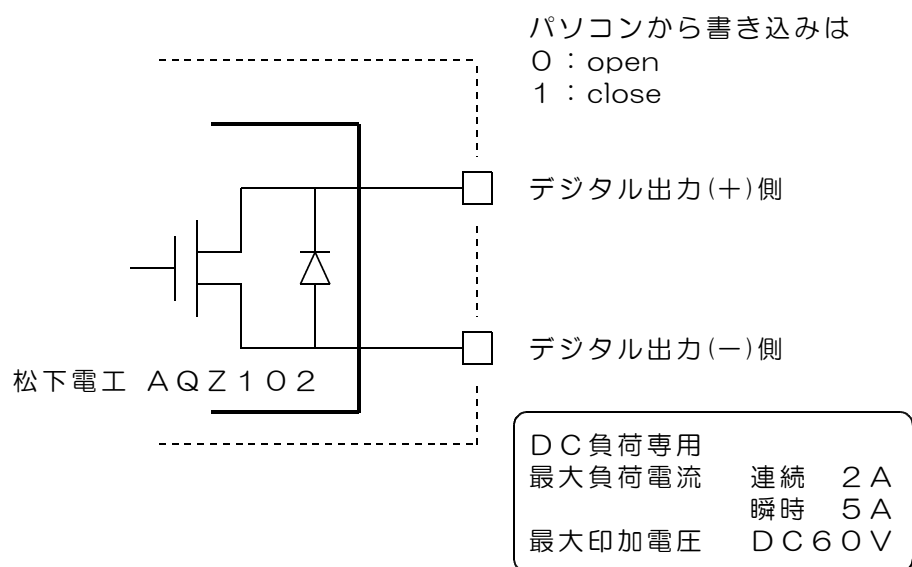 パソコンから書き込みは
０：open
１：close
デジタル出力(+)側
デジタル出力(－)側
松下電工 ＡＱＺ１０２
ＤＣ負荷専用
最大負荷電流 連続 ２Ａ
瞬時 ５Ａ
最大印加電圧 ＤＣ６０Ｖ